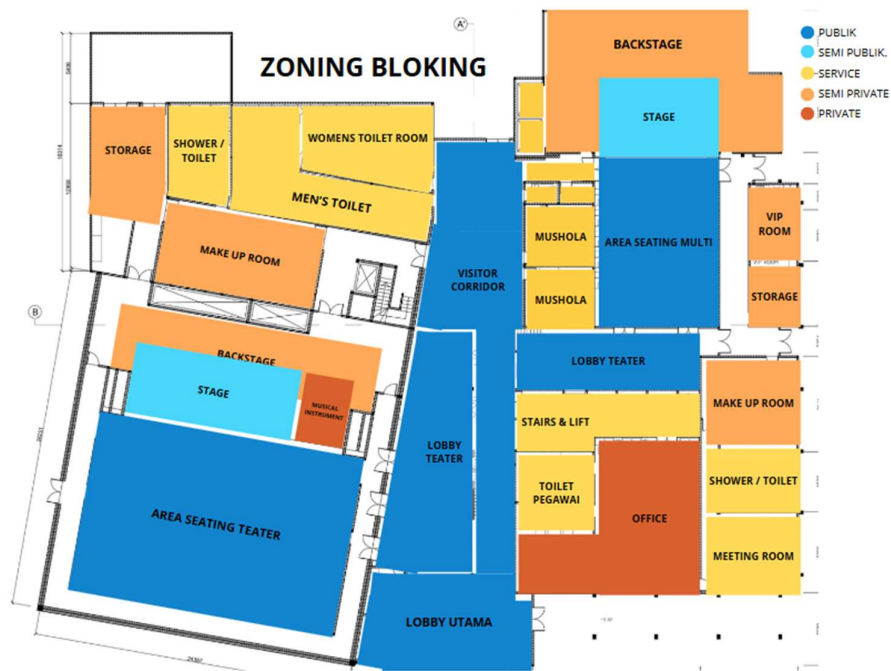 A'
ZONING BLOKING
BACKSTAGE
PUBLIK
SEMI PUBLIK.
SERVICE
SEMI PRIVATE
PRIVATE
STAGE
STORAGE
SHOWER /
TOILET
WOMENS TOILET ROOM
MEN'S TOILET
MAKE UP ROOM
VISITOR
CORRIDOR
MUSHOLA
MUSHOLA
AREA SEATING MULTI
VIP
ROOM
STORAGE
B
BACKSTAGE
STAGE
MUSICAL
INSTRUMENT
LOBBY TEATER
LOBBY
TEATER
STAIRS & LIFT
MAKE UP ROOM
TOILET
PEGAWAI
SHOWER / TOILET
OFFICE
AREA SEATING TEATER
MEETING ROOM
LOBBY UTAMA